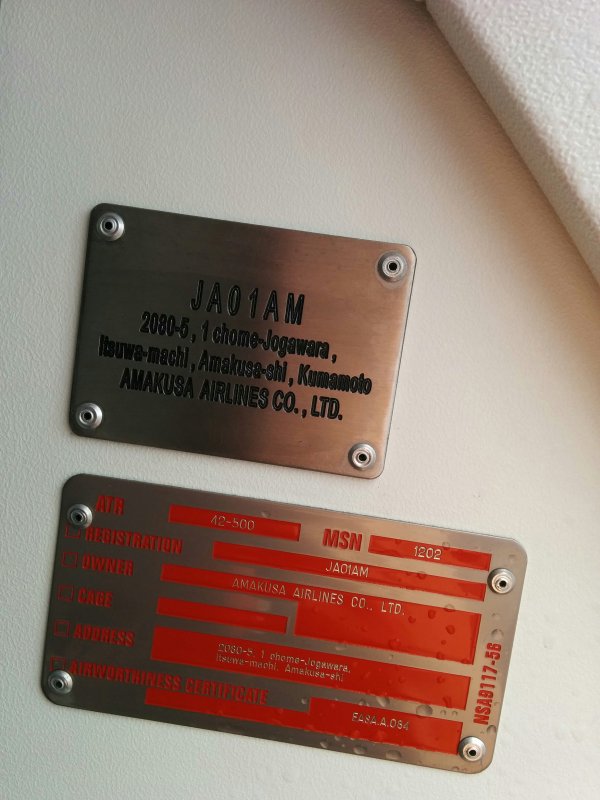 JA01AM
2080-5, 1 chome-Jogawara,
Itsuwa-machi, Amakusa-shi, Kumamoto
AMAKUSA AIRLINES CO., LTD.
ATR 42-500 MSN 1202
REGISTRATION JA01AM
OWNER AMAKUSA AIRLINES CO., LTD.
CAGE
ADDRESS 2080-5, 1 chome-Jogawara,
Itsuwa-machi, Amakusa-shi
AIRWORTHINESS CERTIFICATE EASA.A.084
NSA9117-56